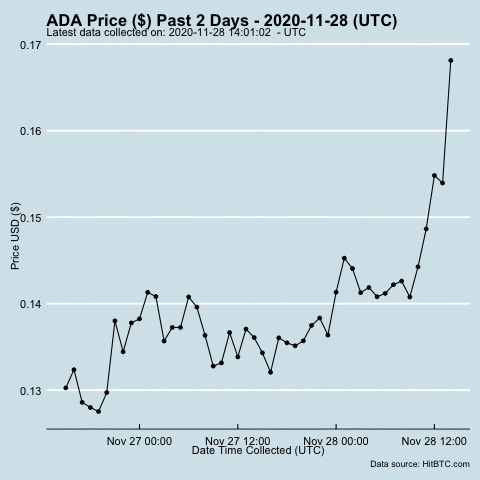 ADA Price ($) Past 2 Days - 2020-11-28 (UTC)
Latest data collected on: 2020-11-28 14:01:02 - UTC
0.17
0.16
0.15
0.14
0.13
Price USD ($)
Nov 27 00:00 Nov 27 12:00 Nov 28 00:00 Nov 28 12:00
Date Time Collected (UTC)
Data source: HitBTC.com